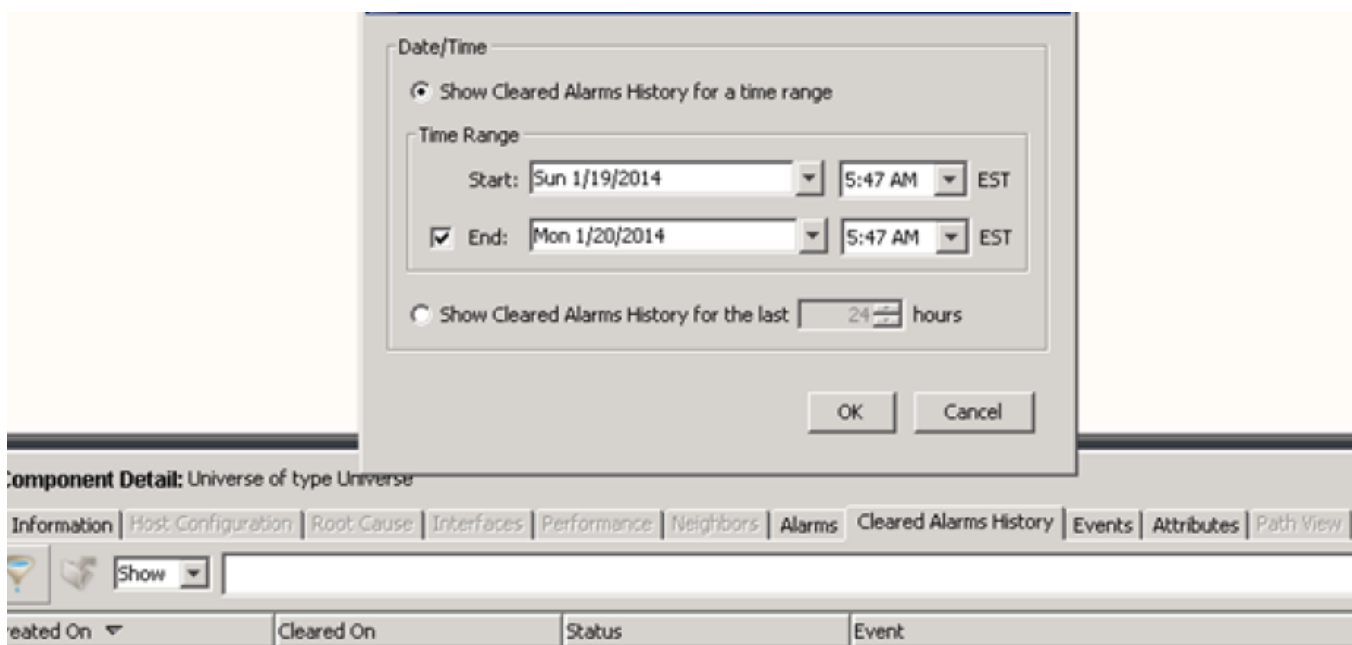 Date/Time
Show Cleared Alarms History for a time range
Time Range
Start: Sun 1/19/2014 5:47 AM EST
End: Mon 1/20/2014 5:47 AM EST
Show Cleared Alarms History for the last 24 hours
OK Cancel
Component Detail: Universe of type Universe
Information Host Configuration Root Cause Interfaces Performance Neighbors Alarms Cleared Alarms History Events Attributes Path View
Show
reated On Cleared On Status Event